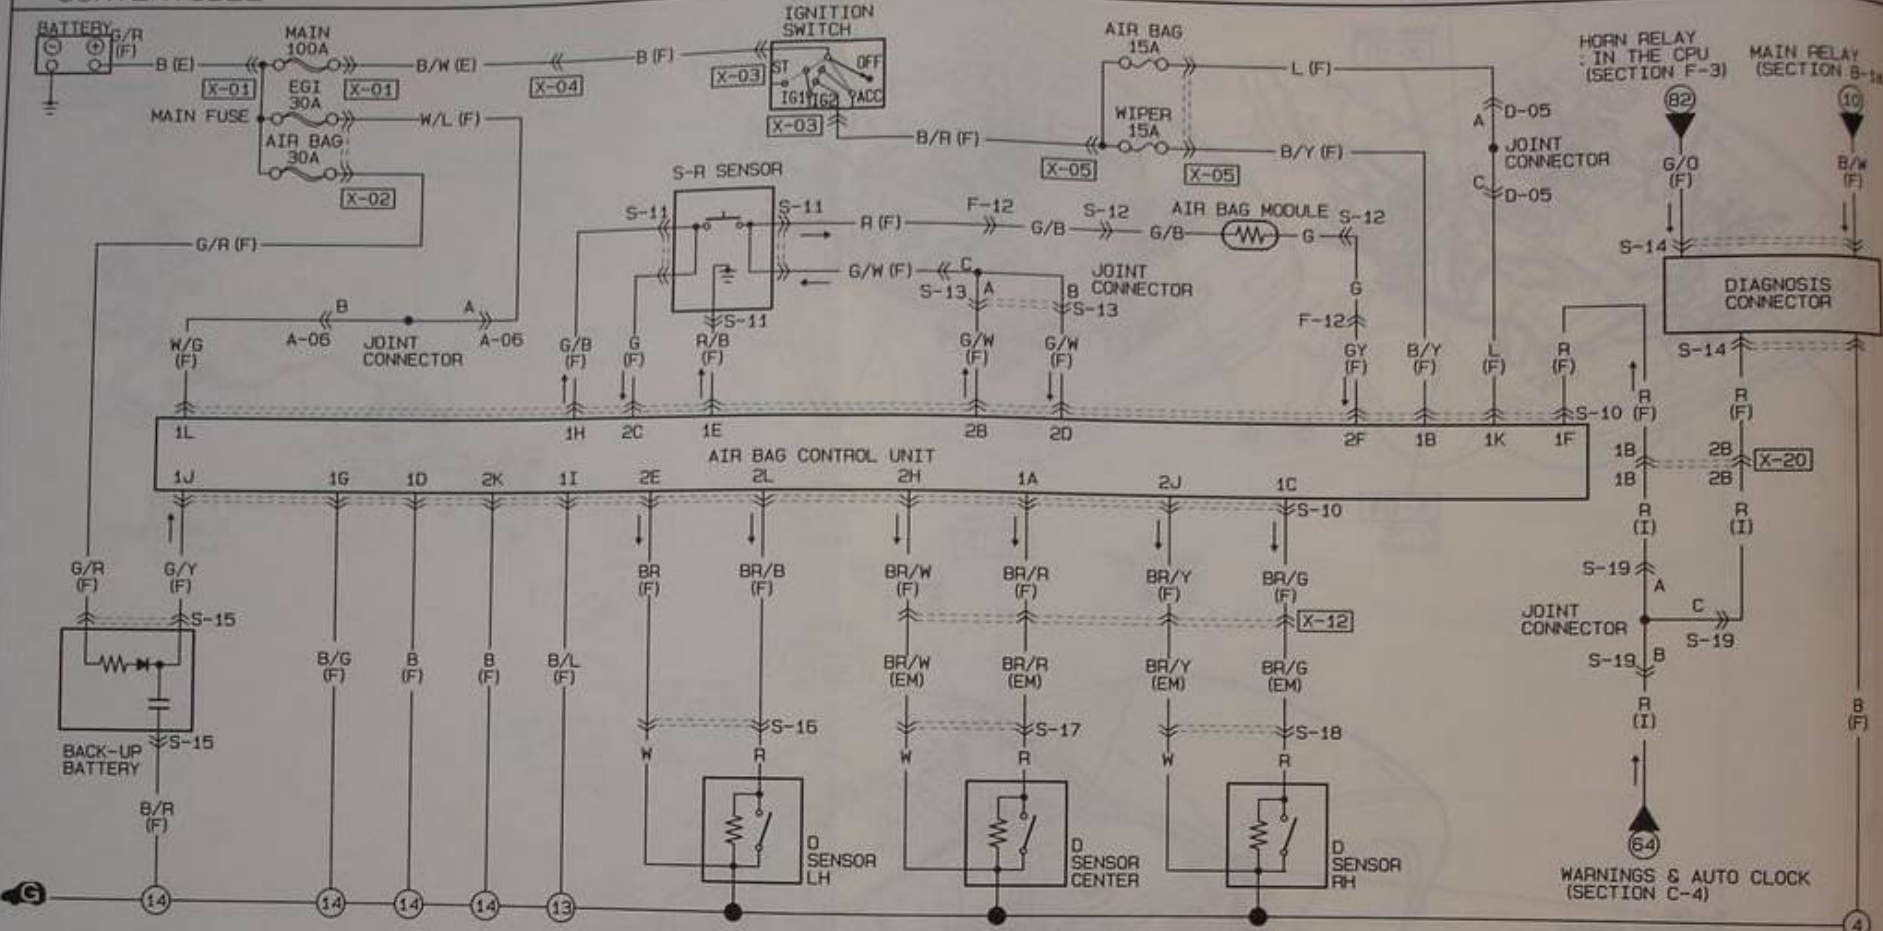 BATTERY
G/R
(F)
B (E)
X-01
MAIN
100A
X-01
EGI
30A
MAIN FUSE
AIR BAG
30A
X-02
B/W (E)
X-04
B (F)
W/L (F)
IGNITION
SWITCH
X-03
ST
OFF
IG1
IG2
ACC
X-03
B/R (F)
X-05
AIR BAG
15A
WIPER
15A
X-05
L (F)
B/Y (F)
D-05
A
JOINT
CONNECTOR
C
D-05
HORN RELAY
: IN THE CPU
(SECTION F-3)
82
G/O
(F)
MAIN RELAY
10
B/W
(F)
S-14
DIAGNOSIS
CONNECTOR
S-14
G/R (F)
S-R SENSOR
S-11
S-11
R (F)
F-12
G/B
S-12
G/B
AIR BAG MODULE
G
S-12
G
F-12
G/W (F)
C
S-13
A
B
S-13
JOINT
CONNECTOR
S-11
B
A
A-06
JOINT
CONNECTOR
A-06
W/G
(F)
G/B
(F)
G
(F)
R/B
(F)
G/W
(F)
G/W
(F)
GY
(F)
B/Y
(F)
L
(F)
R
(F)
S-10
R
(F)
R
(F)
1L
1H
2C
1E
2B
2D
2F
1B
1K
1F
AIR BAG CONTROL UNIT
1J
1G
1D
2K
1I
2E
2L
2H
1A
2J
1C
S-10
1B
2B
X-20
1B
2B
R
(I)
R
(I)
G/R
(F)
G/Y
(F)
S-15
BR
(F)
BR/B
(F)
BR/W
(F)
BR/R
(F)
BR/Y
(F)
BR/G
(F)
X-12
S-19
A
JOINT
CONNECTOR
C
S-19
S-19
B
B/G
(F)
B
(F)
B
(F)
B/L
(F)
BR/W
(EM)
BR/R
(EM)
BR/Y
(EM)
BR/G
(EM)
R
(I)
B
(F)
S-15
BACK-UP
BATTERY
B/R
(F)
S-16
W
R
S-17
W
R
S-18
W
R
D
SENSOR
LH
D
SENSOR
CENTER
D
SENSOR
RH
64
WARNINGS & AUTO CLOCK
(SECTION C-4)
G
14
14
14
14
13
4